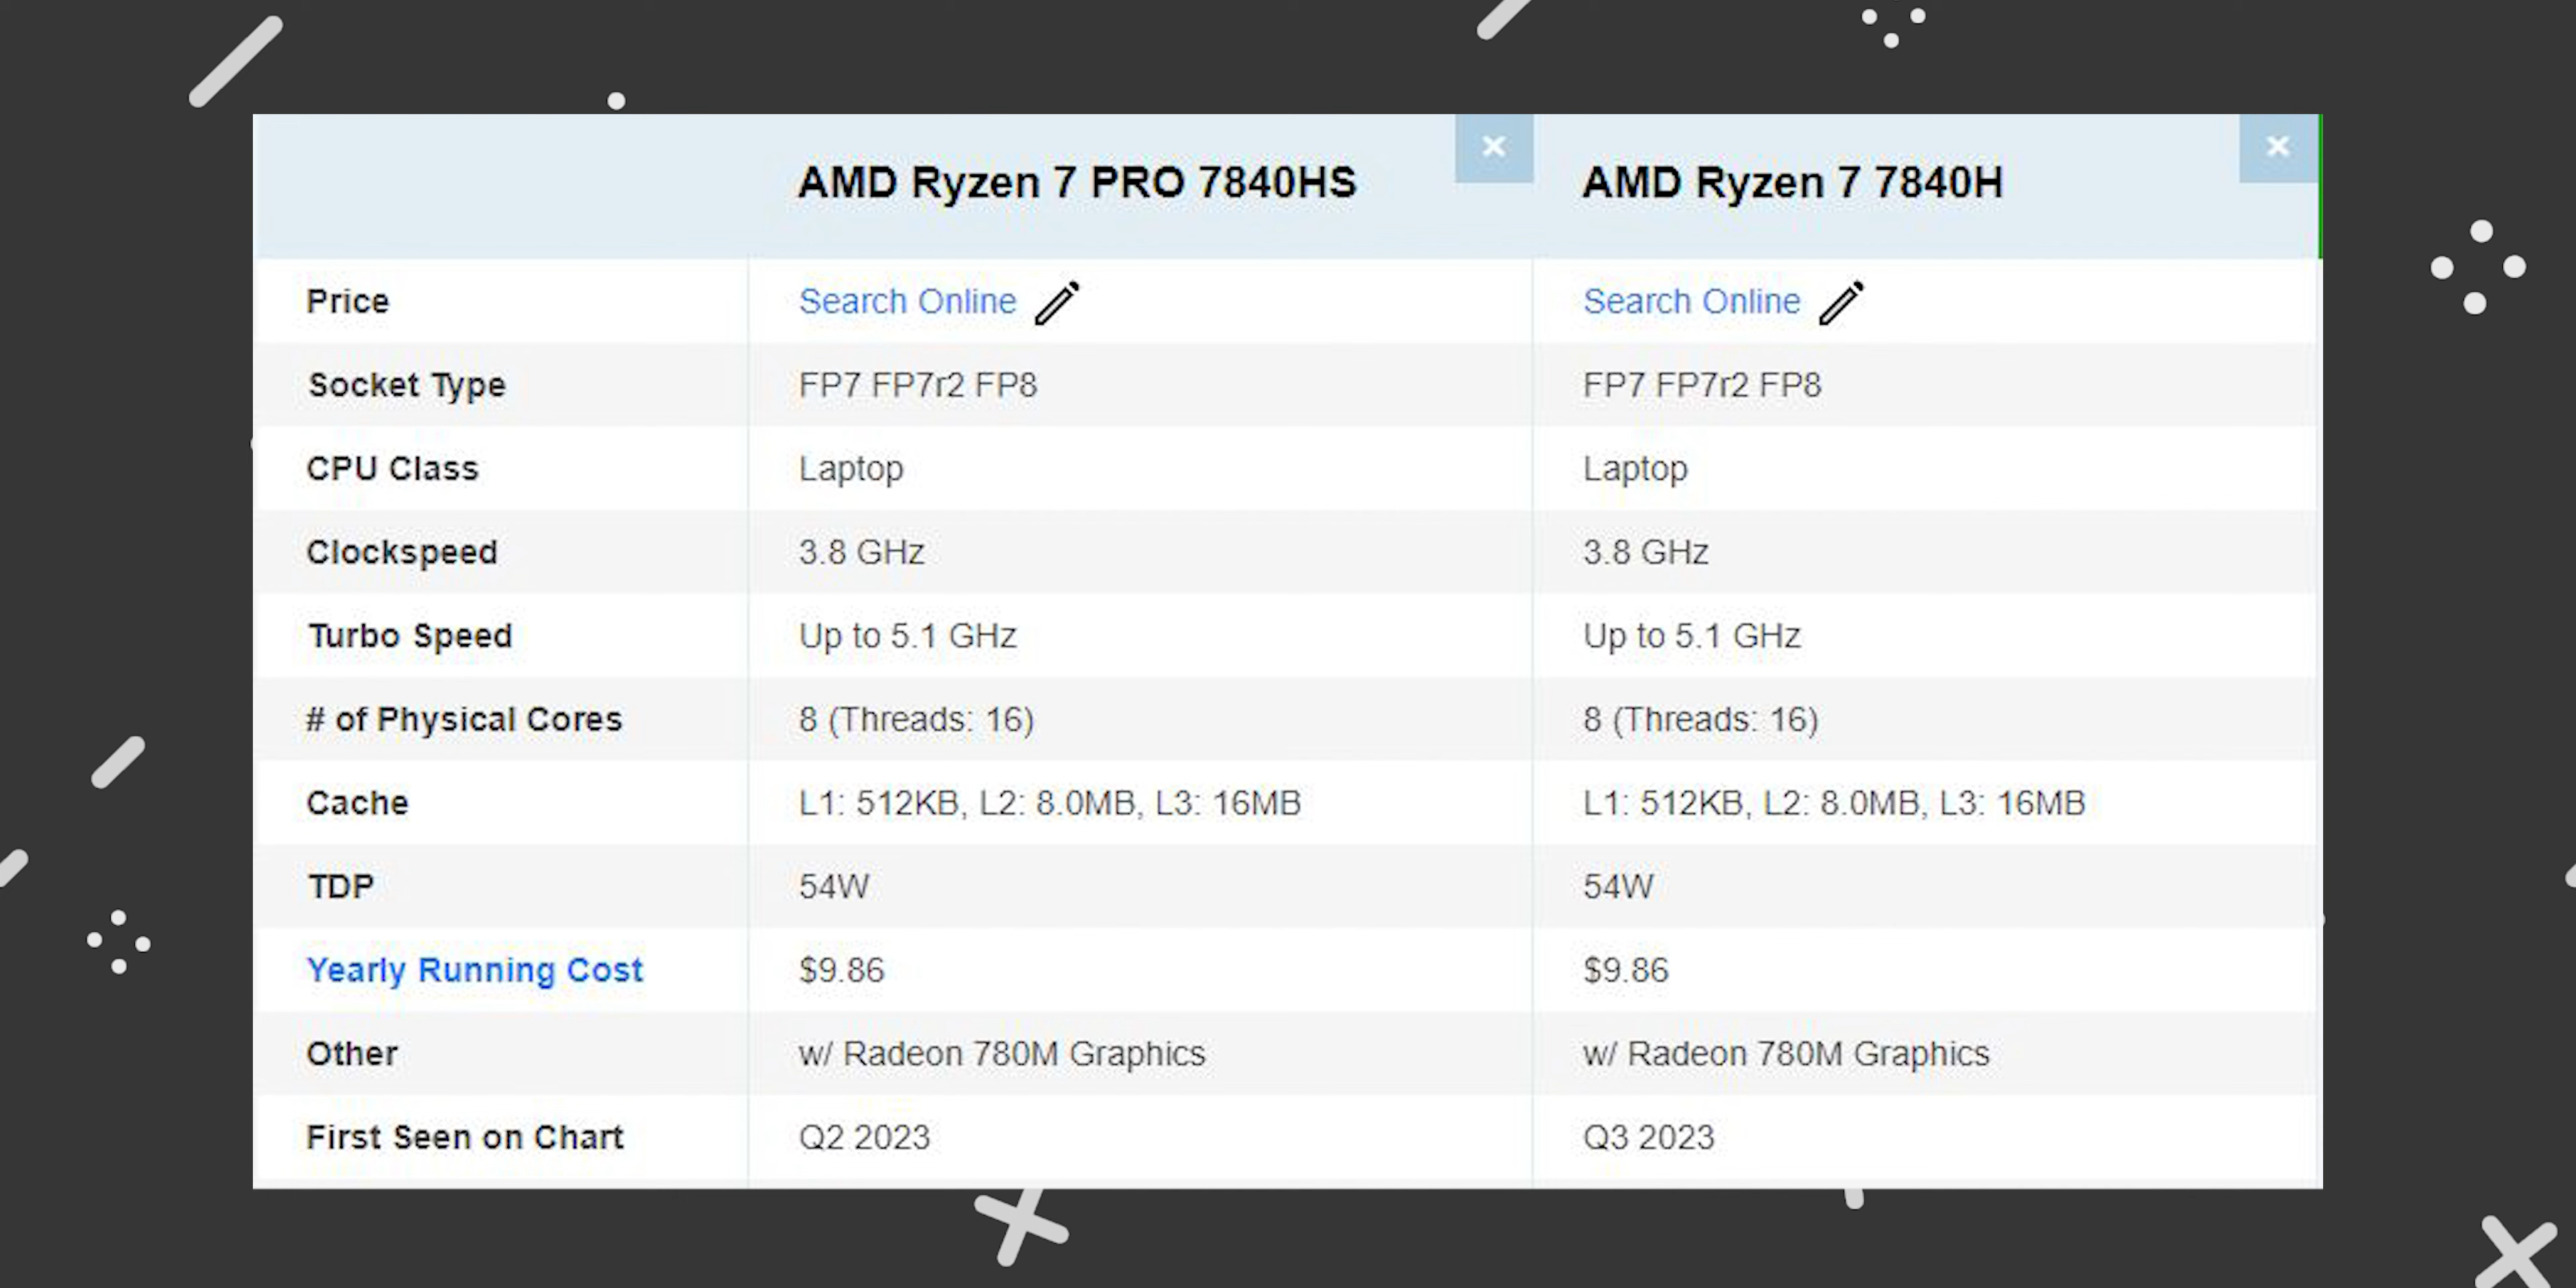 AMD Ryzen 7 PRO 7840HS × AMD Ryzen 7 7840H ×
Price Search Online Search Online
Socket Type FP7 FP7r2 FP8 FP7 FP7r2 FP8
CPU Class Laptop Laptop
Clockspeed 3.8 GHz 3.8 GHz
Turbo Speed Up to 5.1 GHz Up to 5.1 GHz
# of Physical Cores 8 (Threads: 16) 8 (Threads: 16)
Cache L1: 512KB, L2: 8.0MB, L3: 16MB L1: 512KB, L2: 8.0MB, L3: 16MB
TDP 54W 54W
Yearly Running Cost $9.86 $9.86
Other w/ Radeon 780M Graphics w/ Radeon 780M Graphics
First Seen on Chart Q2 2023 Q3 2023